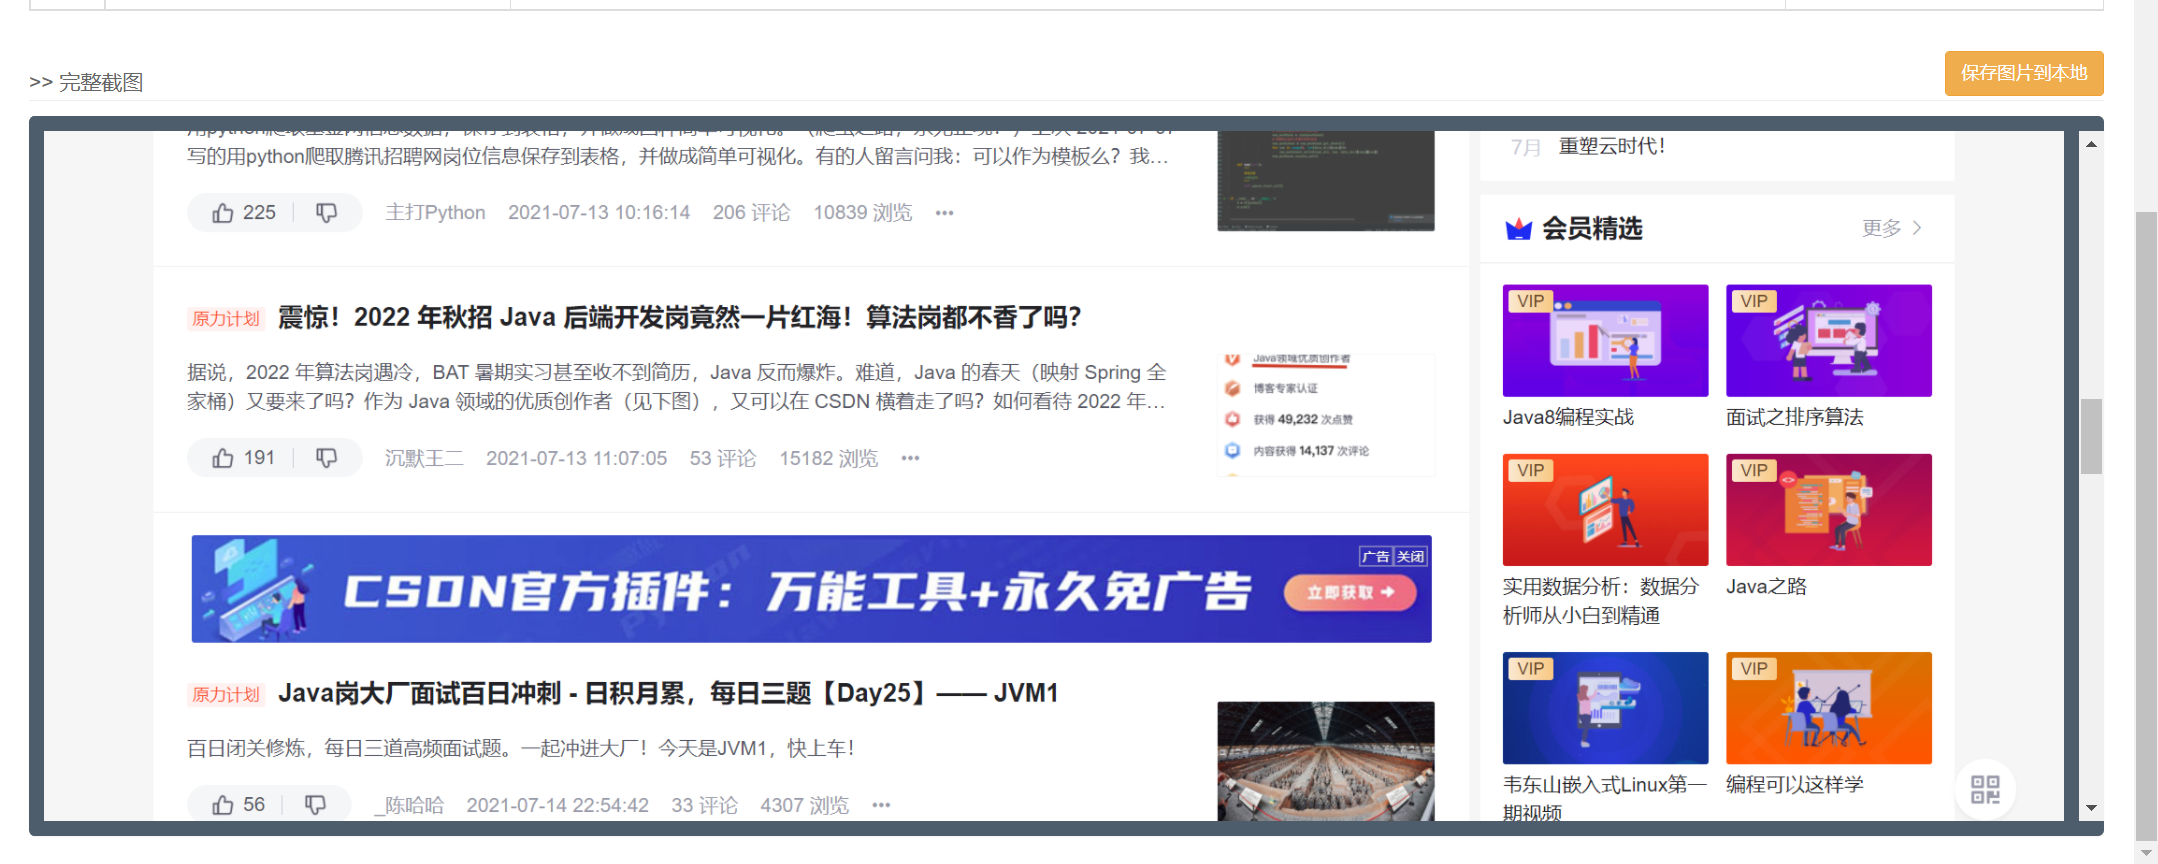 >> 完整截图
保存图片到本地
写的用python爬取腾讯招聘网岗位信息保存到表格，并做成简单可视化。有的人留言问我：可以作为模板么？我…
225
主打Python 2021-07-13 10:16:14 206 评论 10839 浏览 •••
原力计划 震惊！2022 年秋招 Java 后端开发岗竟然一片红海！算法岗都不香了吗？
据说，2022 年算法岗遇冷，BAT 暑期实习甚至收不到简历，Java 反而爆炸。难道，Java 的春天（映射 Spring 全
家桶）又要来了吗？作为 Java 领域的优质创作者（见下图），又可以在 CSDN 横着走了吗？如何看待 2022 年…
Java领域优质创作者
博客专家认证
获得 49,232 次点赞
内容获得 14,137 次评论
191
沉默王二 2021-07-13 11:07:05 53 评论 15182 浏览 •••
CSDN官方插件：万能工具+永久免广告
广告 关闭
立即获取
原力计划 Java岗大厂面试百日冲刺 - 日积月累，每日三题【Day25】—— JVM1
百日闭关修炼，每日三道高频面试题。一起冲进大厂！今天是JVM1，快上车！
56
_陈哈哈 2021-07-14 22:54:42 33 评论 4307 浏览 •••
7月 重塑云时代！
会员精选
更多
VIP
VIP
Java8编程实战
面试之排序算法
VIP
VIP
实用数据分析：数据分
析师从小白到精通
Java之路
VIP
VIP
韦东山嵌入式Linux第一
期视频
编程可以这样学